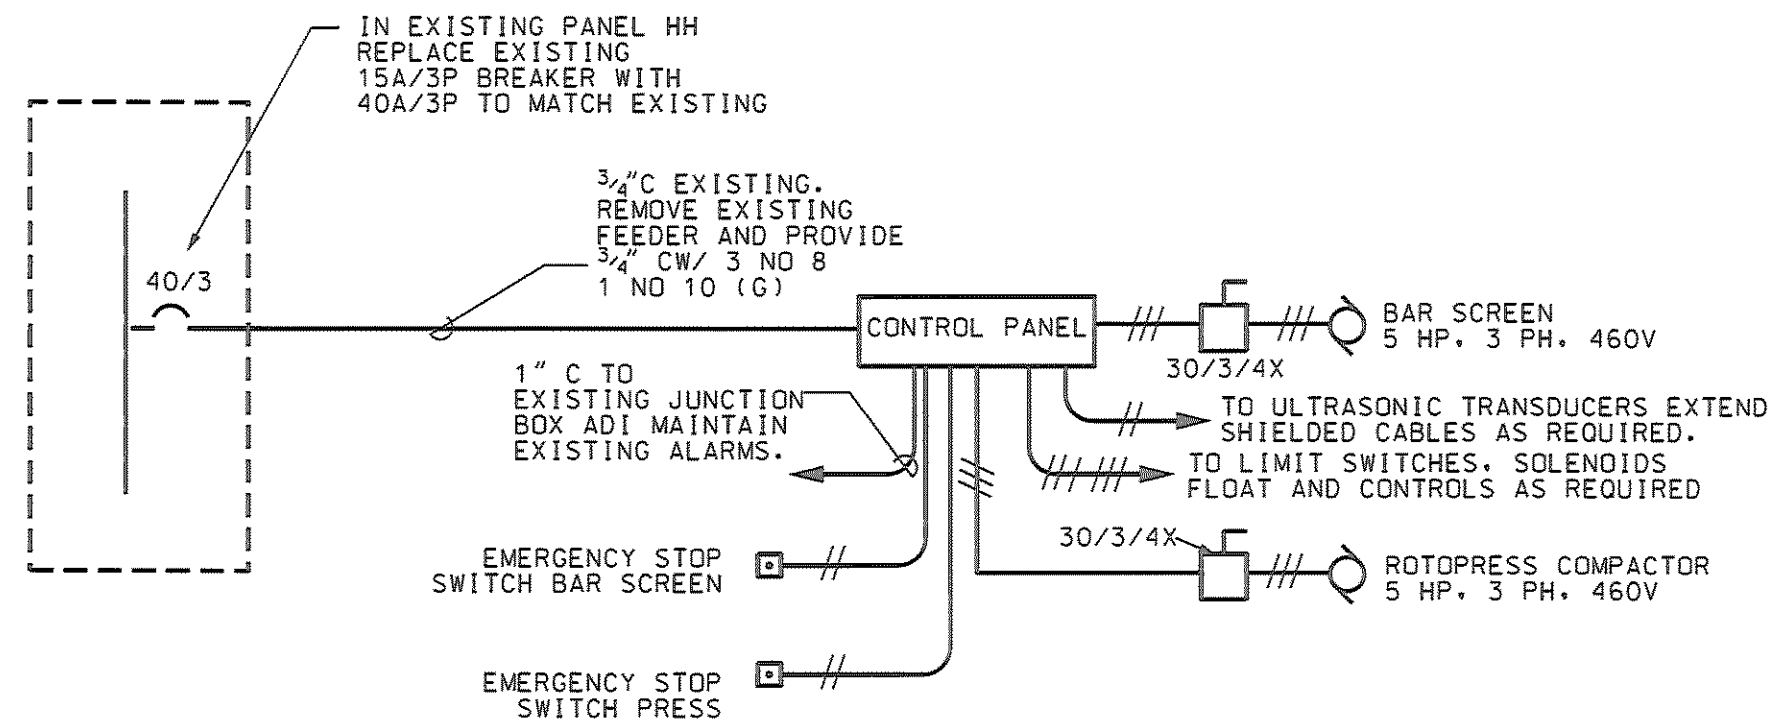 IN EXISTING PANEL HH
REPLACE EXISTING
15A/3P BREAKER WITH
40A/3P TO MATCH EXISTING
40/3
3/4"C EXISTING.
REMOVE EXISTING
FEEDER AND PROVIDE
3/4" CW/ 3 NO 8
1 NO 10 (G)
CONTROL PANEL
30/3/4X
BAR SCREEN
5 HP. 3 PH. 460V
1" C TO
EXISTING JUNCTION
BOX ADI MAINTAIN
EXISTING ALARMS.
TO ULTRASONIC TRANSDUCERS EXTEND
SHIELDED CABLES AS REQUIRED.
TO LIMIT SWITCHES. SOLENOIDS
FLOAT AND CONTROLS AS REQUIRED
30/3/4X
ROTOPRESS COMPACTOR
5 HP. 3 PH. 460V
EMERGENCY STOP
SWITCH BAR SCREEN
EMERGENCY STOP
SWITCH PRESS